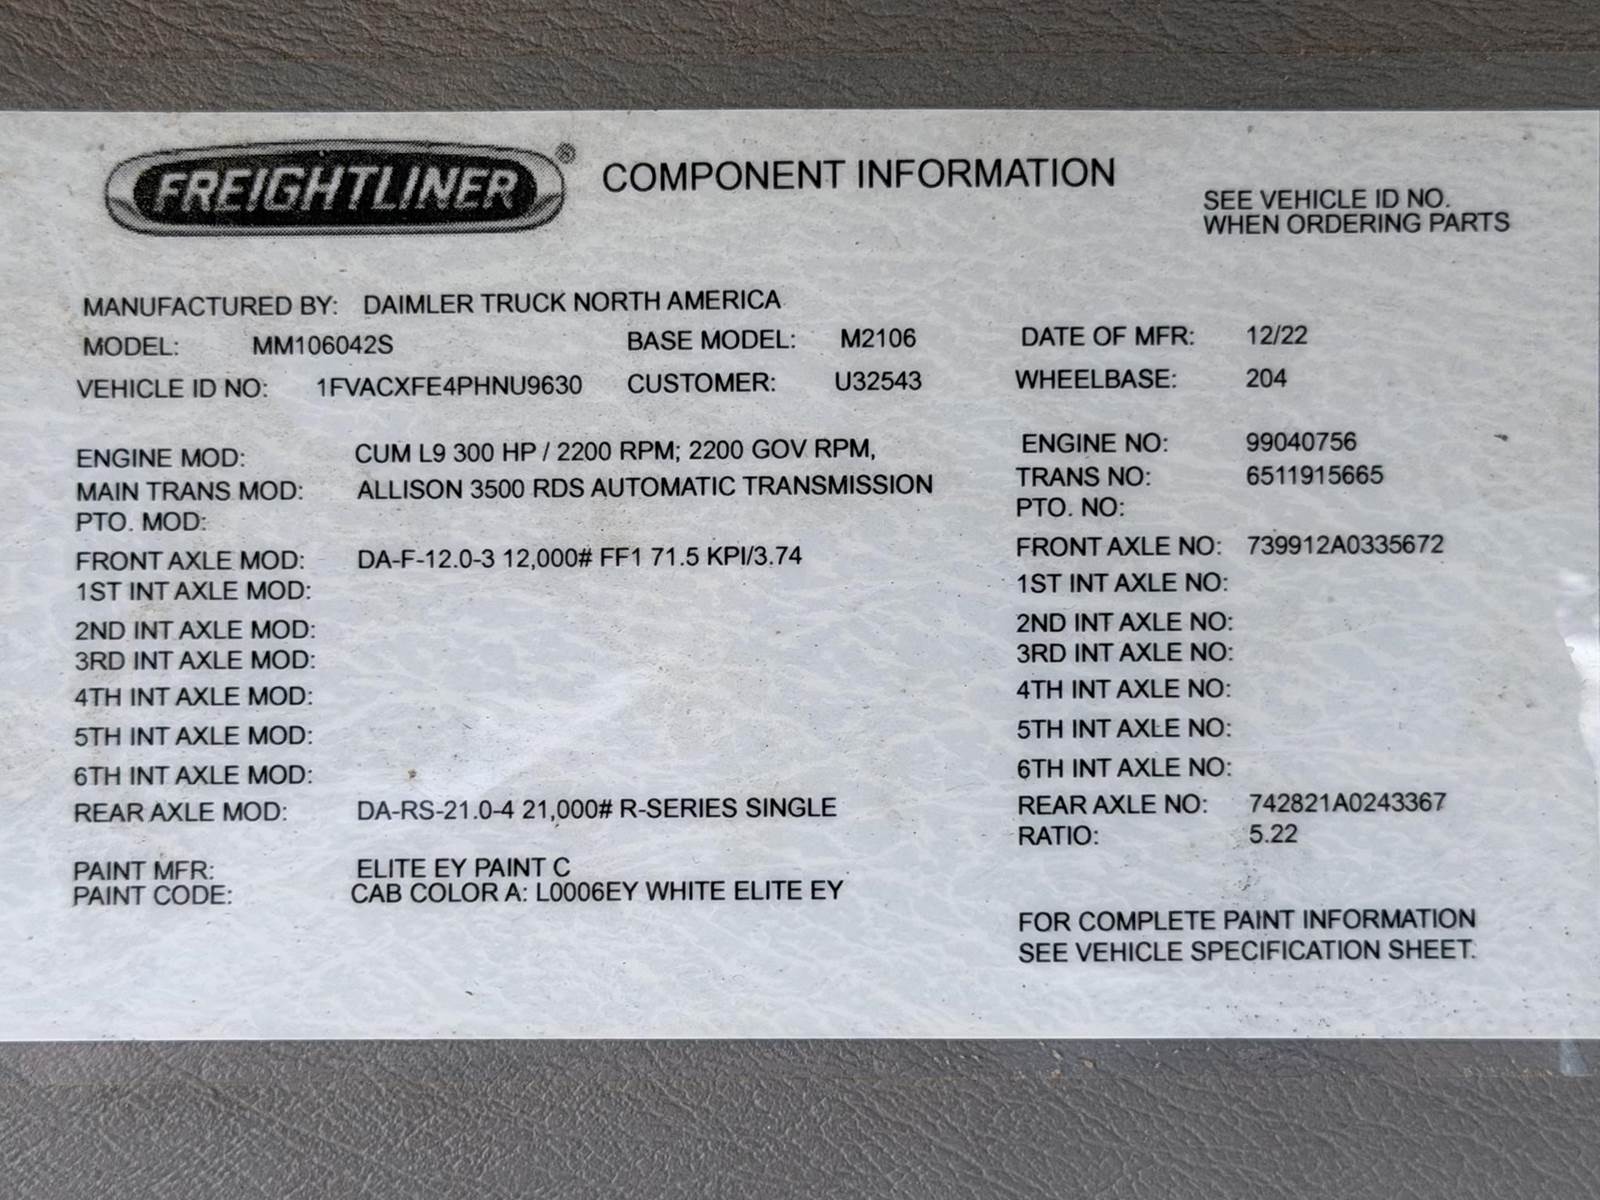 FREIGHTLINER® COMPONENT INFORMATION
SEE VEHICLE ID NO.
WHEN ORDERING PARTS
MANUFACTURED BY: DAIMLER TRUCK NORTH AMERICA
MODEL: MM106042S BASE MODEL: M2106 DATE OF MFR: 12/22
VEHICLE ID NO: 1FVACXFE4PHNU9630 CUSTOMER: U32543 WHEELBASE: 204
ENGINE MOD: CUM L9 300 HP / 2200 RPM; 2200 GOV RPM, ENGINE NO: 99040756
MAIN TRANS MOD: ALLISON 3500 RDS AUTOMATIC TRANSMISSION TRANS NO: 6511915665
PTO. MOD: PTO. NO:
FRONT AXLE MOD: DA-F-12.0-3 12,000# FF1 71.5 KPI/3.74 FRONT AXLE NO: 739912A0335672
1ST INT AXLE MOD: 1ST INT AXLE NO:
2ND INT AXLE MOD: 2ND INT AXLE NO:
3RD INT AXLE MOD: 3RD INT AXLE NO:
4TH INT AXLE MOD: 4TH INT AXLE NO:
5TH INT AXLE MOD: 5TH INT AXLE NO:
6TH INT AXLE MOD: 6TH INT AXLE NO:
REAR AXLE MOD: DA-RS-21.0-4 21,000# R-SERIES SINGLE REAR AXLE NO: 742821A0243367
RATIO: 5.22
PAINT MFR: ELITE EY PAINT C
PAINT CODE: CAB COLOR A: L0006EY WHITE ELITE EY
FOR COMPLETE PAINT INFORMATION
SEE VEHICLE SPECIFICATION SHEET.